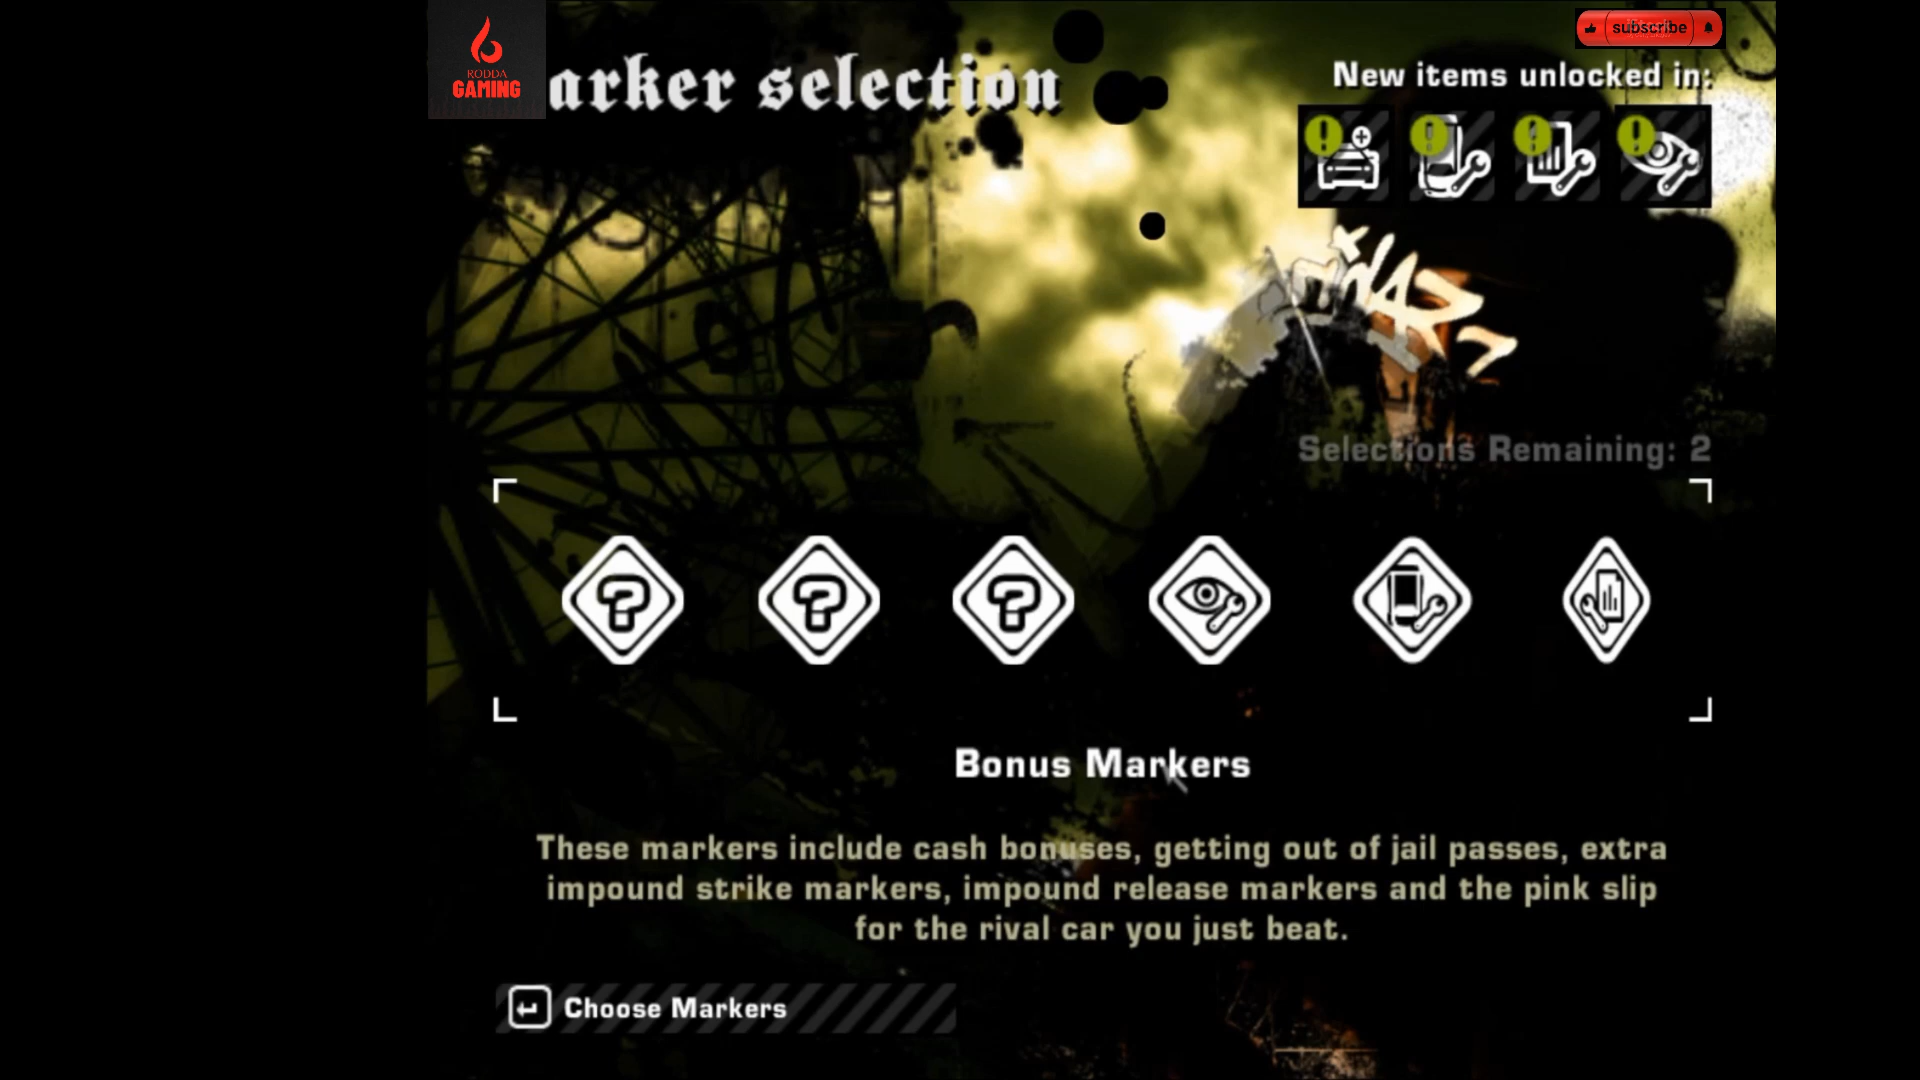 RODDA
GAMING
arker selection
subscribe
New items unlocked in:
Selections Remaining: 2
Bonus Markers
These markers include cash bonuses, getting out of jail passes, extra
impound strike markers, impound release markers and the pink slip
for the rival car you just beat.
Choose Markers